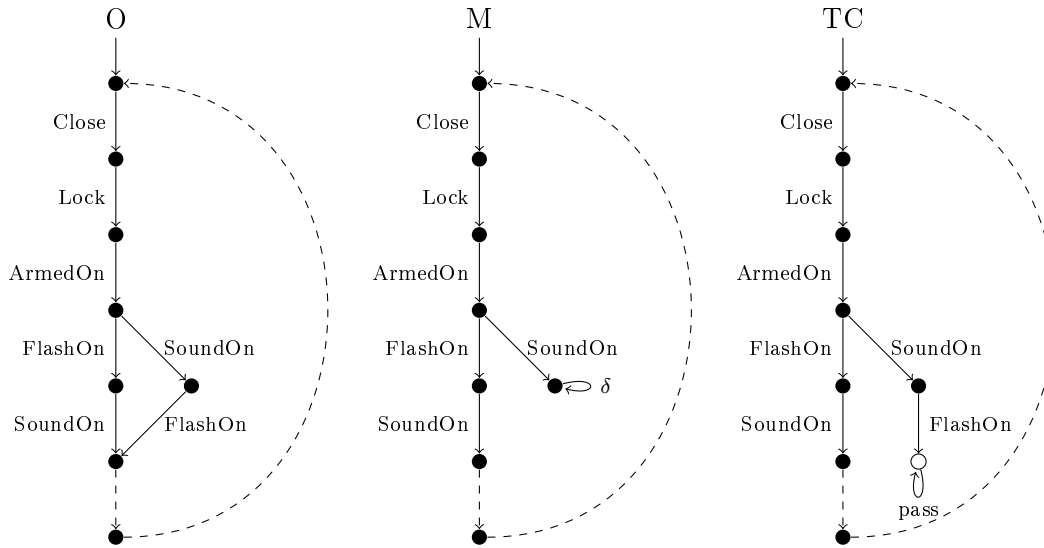 O
Close
Lock
ArmedOn
FlashOn
SoundOn
SoundOn
FlashOn
M
Close
Lock
ArmedOn
FlashOn
SoundOn
SoundOn
δ
TC
Close
Lock
ArmedOn
FlashOn
SoundOn
SoundOn
FlashOn
pass